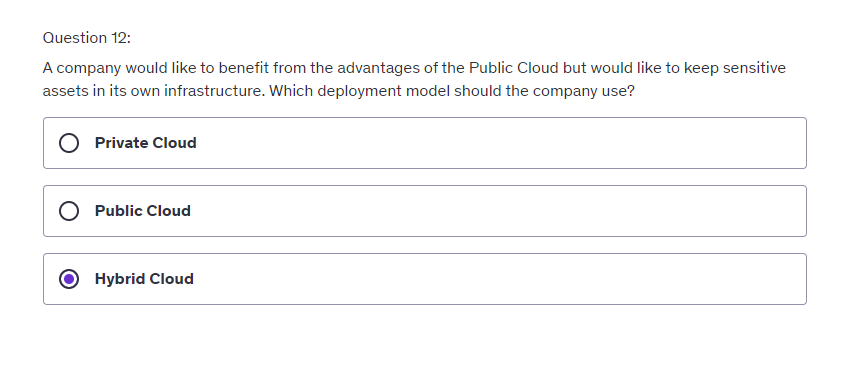 Question 12:
A company would like to benefit from the advantages of the Public Cloud but would like to keep sensitive
assets in its own infrastructure. Which deployment model should the company use?
Private Cloud
Public Cloud
Hybrid Cloud